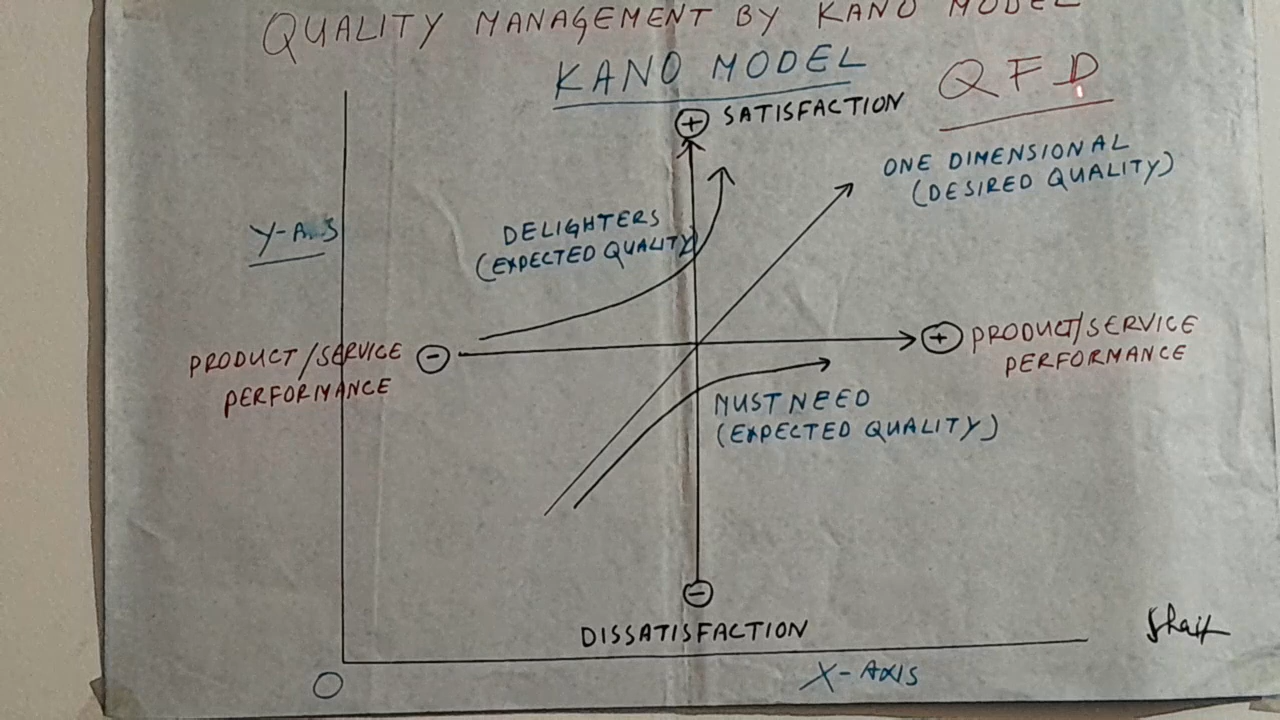 QUALITY MANAGEMENT BY KANO MODEL
KANO MODEL
QFD
+ SATISFACTION
ONE DIMENSIONAL
(DESIRED QUALITY)
DELIGHTERS
(EXPECTED QUALITY)
PRODUCT/SERVICE
PERFORMANCE
-
+ PRODUCT/SERVICE
PERFORMANCE
MUST NEED
(EXPECTED QUALITY)
-
DISSATISFACTION
O
X-AXIS